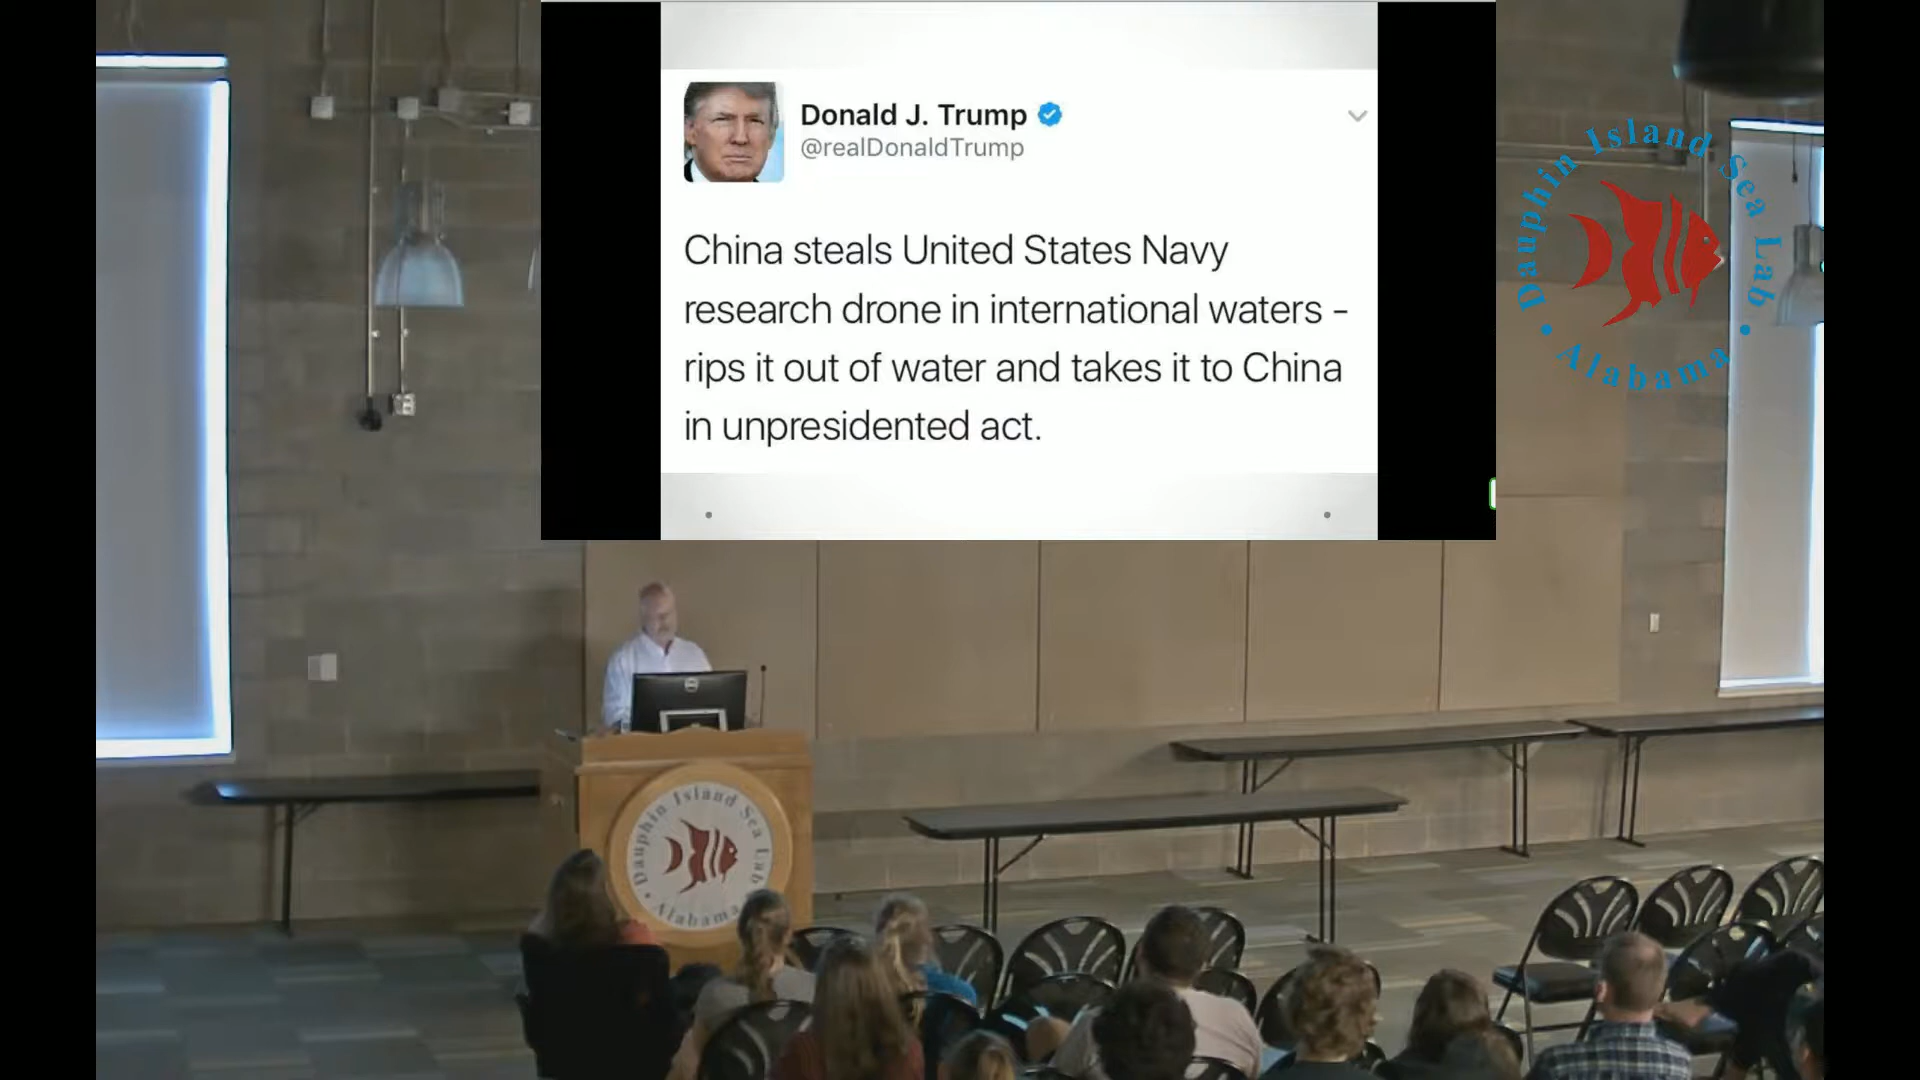 Donald J. Trump
@realDonaldTrump
China steals United States Navy
research drone in international waters -
rips it out of water and takes it to China
in unpresidented act.
Dauphin Island Sea Lab
• Alabama •
DELL
Dauphin Island Sea Lab
• Alabama •